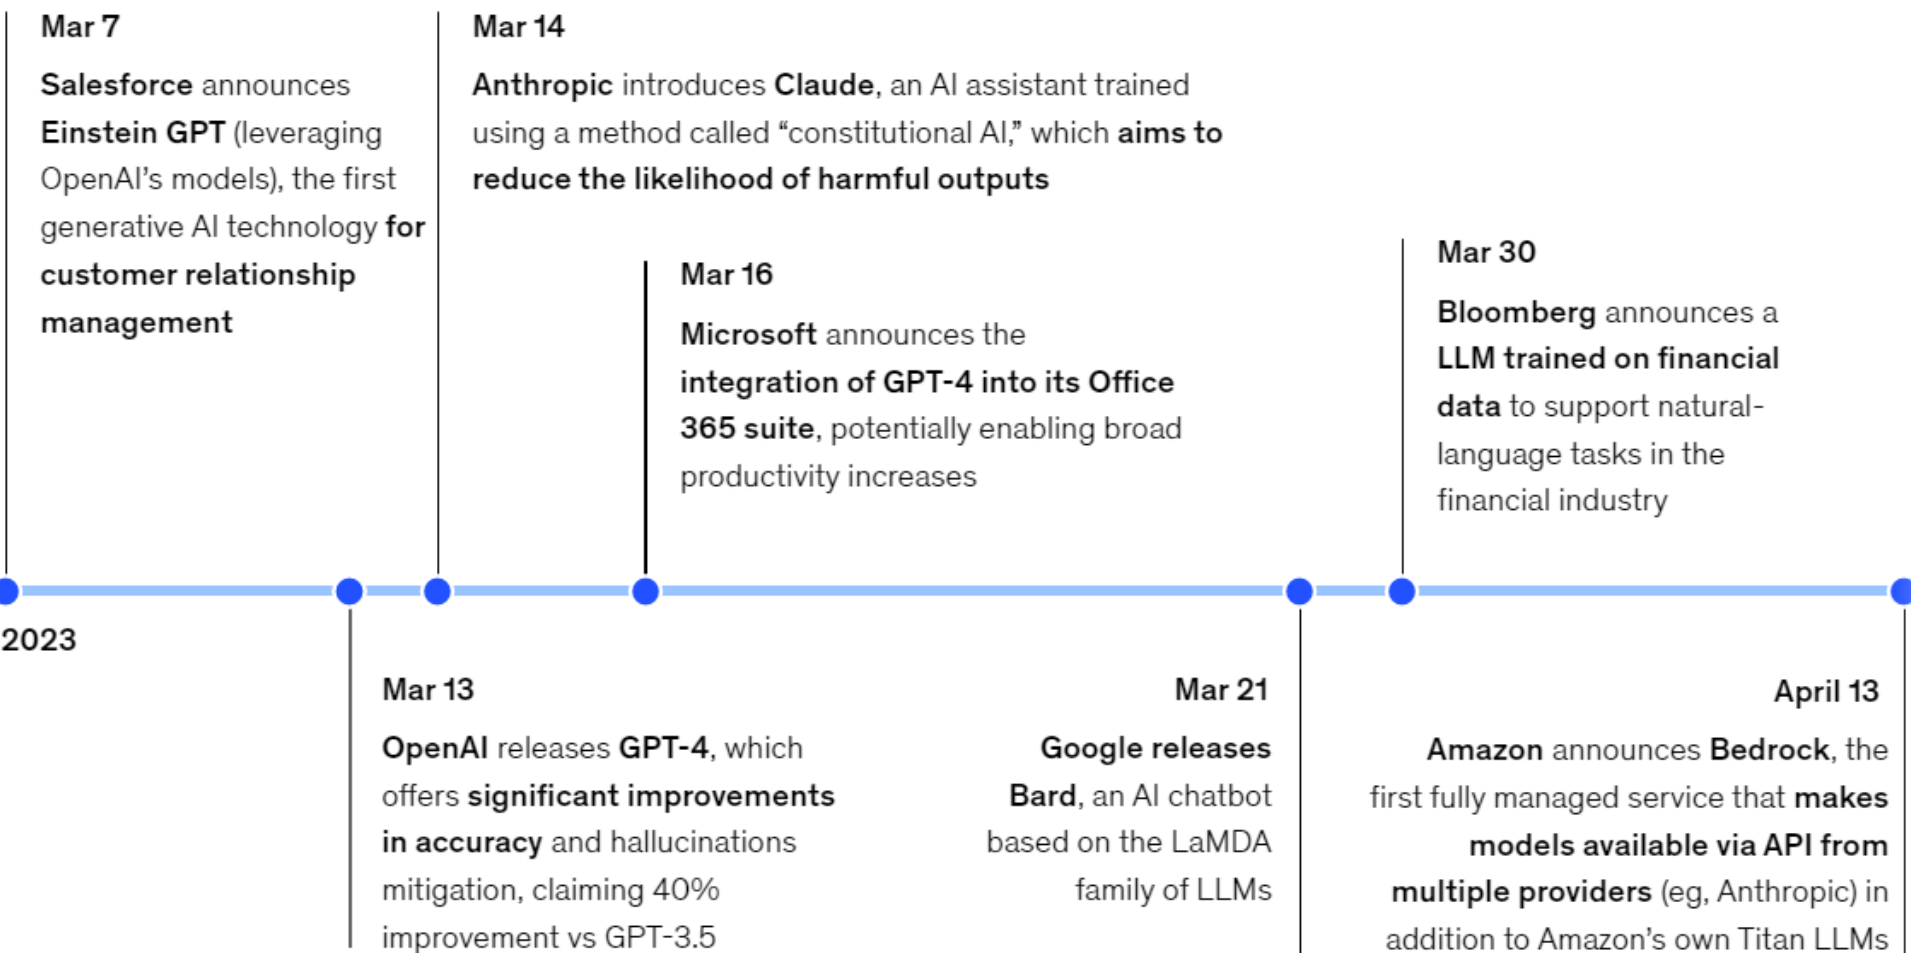 Mar 7
Salesforce announces
Einstein GPT (leveraging
OpenAI's models), the first
generative AI technology for
customer relationship
management
Mar 14
Anthropic introduces Claude, an AI assistant trained
using a method called “constitutional AI,” which aims to
reduce the likelihood of harmful outputs
Mar 16
Microsoft announces the
integration of GPT-4 into its Office
365 suite, potentially enabling broad
productivity increases
Mar 30
Bloomberg announces a
LLM trained on financial
data to support natural-
language tasks in the
financial industry
2023
Mar 13
OpenAI releases GPT-4, which
offers significant improvements
in accuracy and hallucinations
mitigation, claiming 40%
improvement vs GPT-3.5
Mar 21
Google releases
Bard, an AI chatbot
based on the LaMDA
family of LLMs
April 13
Amazon announces Bedrock, the
first fully managed service that makes
models available via API from
multiple providers (eg, Anthropic) in
addition to Amazon's own Titan LLMs